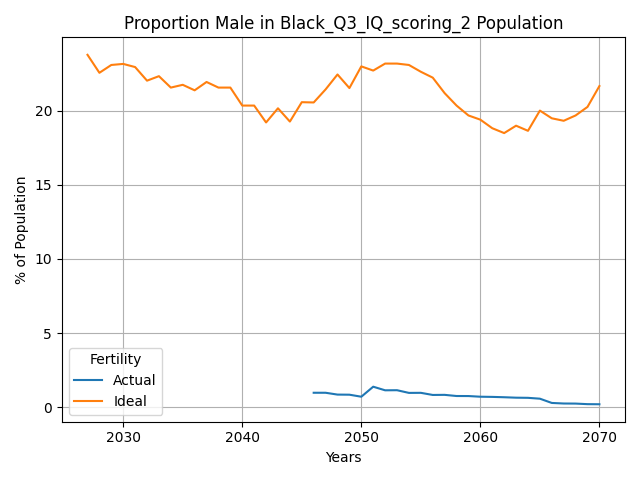 Proportion Male in Black_Q3_IQ_scoring_2 Population
% of Population
20
15
10
5
0
Fertility
Actual
Ideal
2030
2040
2050
2060
2070
Years